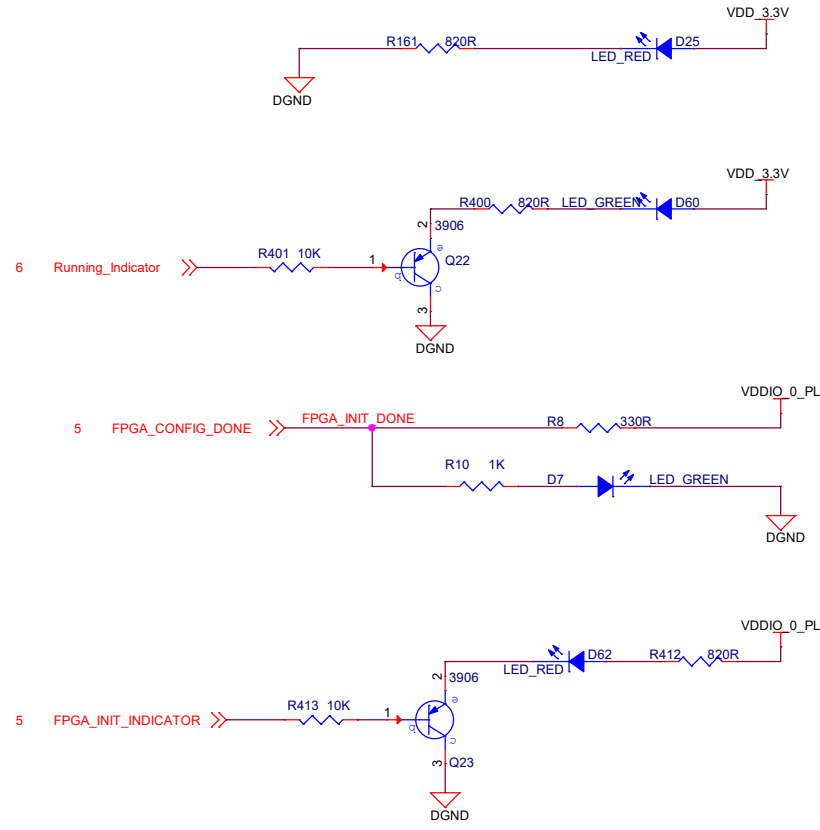 VDD_3.3V
R161 820R D25
LED_RED
DGND
VDD_3.3V
R400 820R LED_GREEN D60
2 3906
e
R401 10K 1 Q22
6 Running_Indicator
b
c
3
DGND
VDDIO_0_PL
FPGA_INIT_DONE R8 330R
5 FPGA_CONFIG_DONE
R10 1K D7 LED_GREEN
DGND
VDDIO_0_PL
D62 R412 820R
LED_RED
2 3906
e
R413 10K 1
5 FPGA_INIT_INDICATOR
b
c
3 Q23
DGND